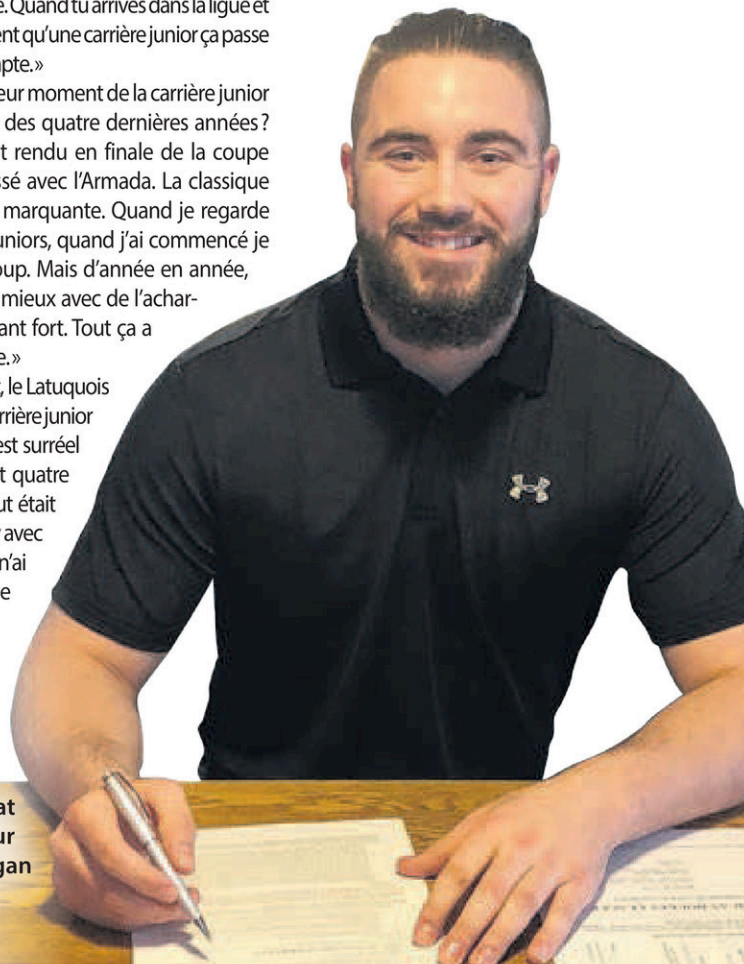 e. Quand tu arrives dans la ligue et
ent qu'une carrière junior ça passe
pte. »
eur moment de la carrière junior
des quatre dernières années ?
t rendu en finale de la coupe
ssé avec l'Armada. La classique
marquante. Quand je regarde
uniors, quand j'ai commencé je
oup. Mais d'année en année,
mieux avec de l'achar-
ant fort. Tout ça a
e. »
, le Latuquois
rrière junior
est surréel
t quatre
ut était
avec
n'ai
e
at
ur
gan